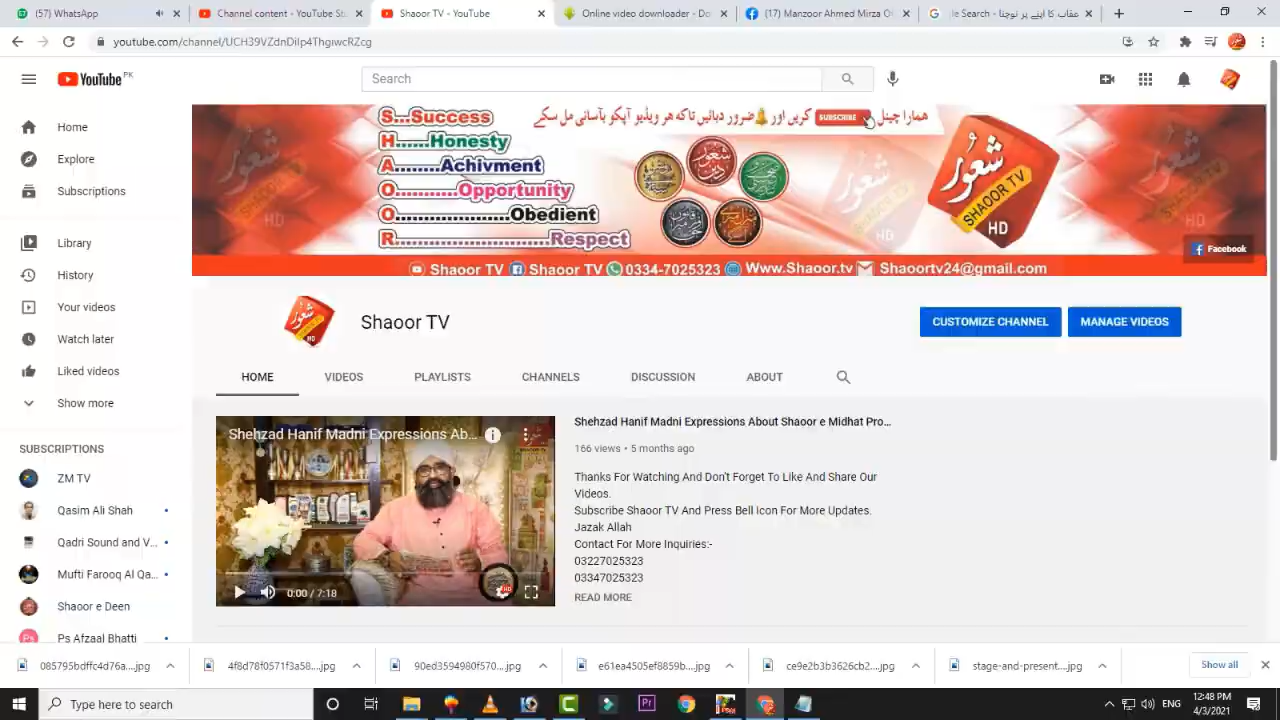 (57) WhatsApp
Channel content - YouTube S
Shaoor TV - YouTube
Online video downloader - D
(17) Manzoor Ahmed Mirza O
le Search - عقاب کا اپنے پر نوچنا
youtube.com/channel/UCH39VZdnDiIp4ThgiwcRZcg
YouTube PK
Search
S...Success
H......Honesty
A.........Achivment
O............Opportunity
O.....................Obedient
R............................Respect
ہمارا چینل SUBSCRIBE کریں اور ضرور دبائیں تاکہ ہر ویڈیو آپکو بآسانی مل سکے
شعور
SHAOOR TV
HD
Facebook
Shaoor TV Shaoor TV 0334-7025323 Www.Shaoor.tv Shaoortv24@gmail.com
Home
Explore
Subscriptions
Library
History
Your videos
Watch later
Liked videos
Show more
SUBSCRIPTIONS
ZM TV
Qasim Ali Shah
Qadri Sound and V...
Mufti Farooq Al Qa...
Shaoor e Deen
Ps Afzaal Bhatti
Shaoor TV
CUSTOMIZE CHANNEL
MANAGE VIDEOS
HOME VIDEOS PLAYLISTS CHANNELS DISCUSSION ABOUT
Shehzad Hanif Madni Expressions Ab...
0:00 / 7:18
Shehzad Hanif Madni Expressions About Shaoor e Midhat Pro...
166 views • 5 months ago
Thanks For Watching And Don't Forget To Like And Share Our
Videos.
Subscribe Shaoor TV And Press Bell Icon For More Updates.
Jazak Allah
Contact For More Inquiries:-
03227025323
03347025323
READ MORE
085795bdffc4d76a....jpg
4f8d78f0571f3a58....jpg
90ed3594980f570....jpg
e61ea4505ef8859b....jpg
ce9e2b3b3626cb2....jpg
stage-and-present....jpg
Show all
Type here to search
ENG
12:48 PM
4/3/2021